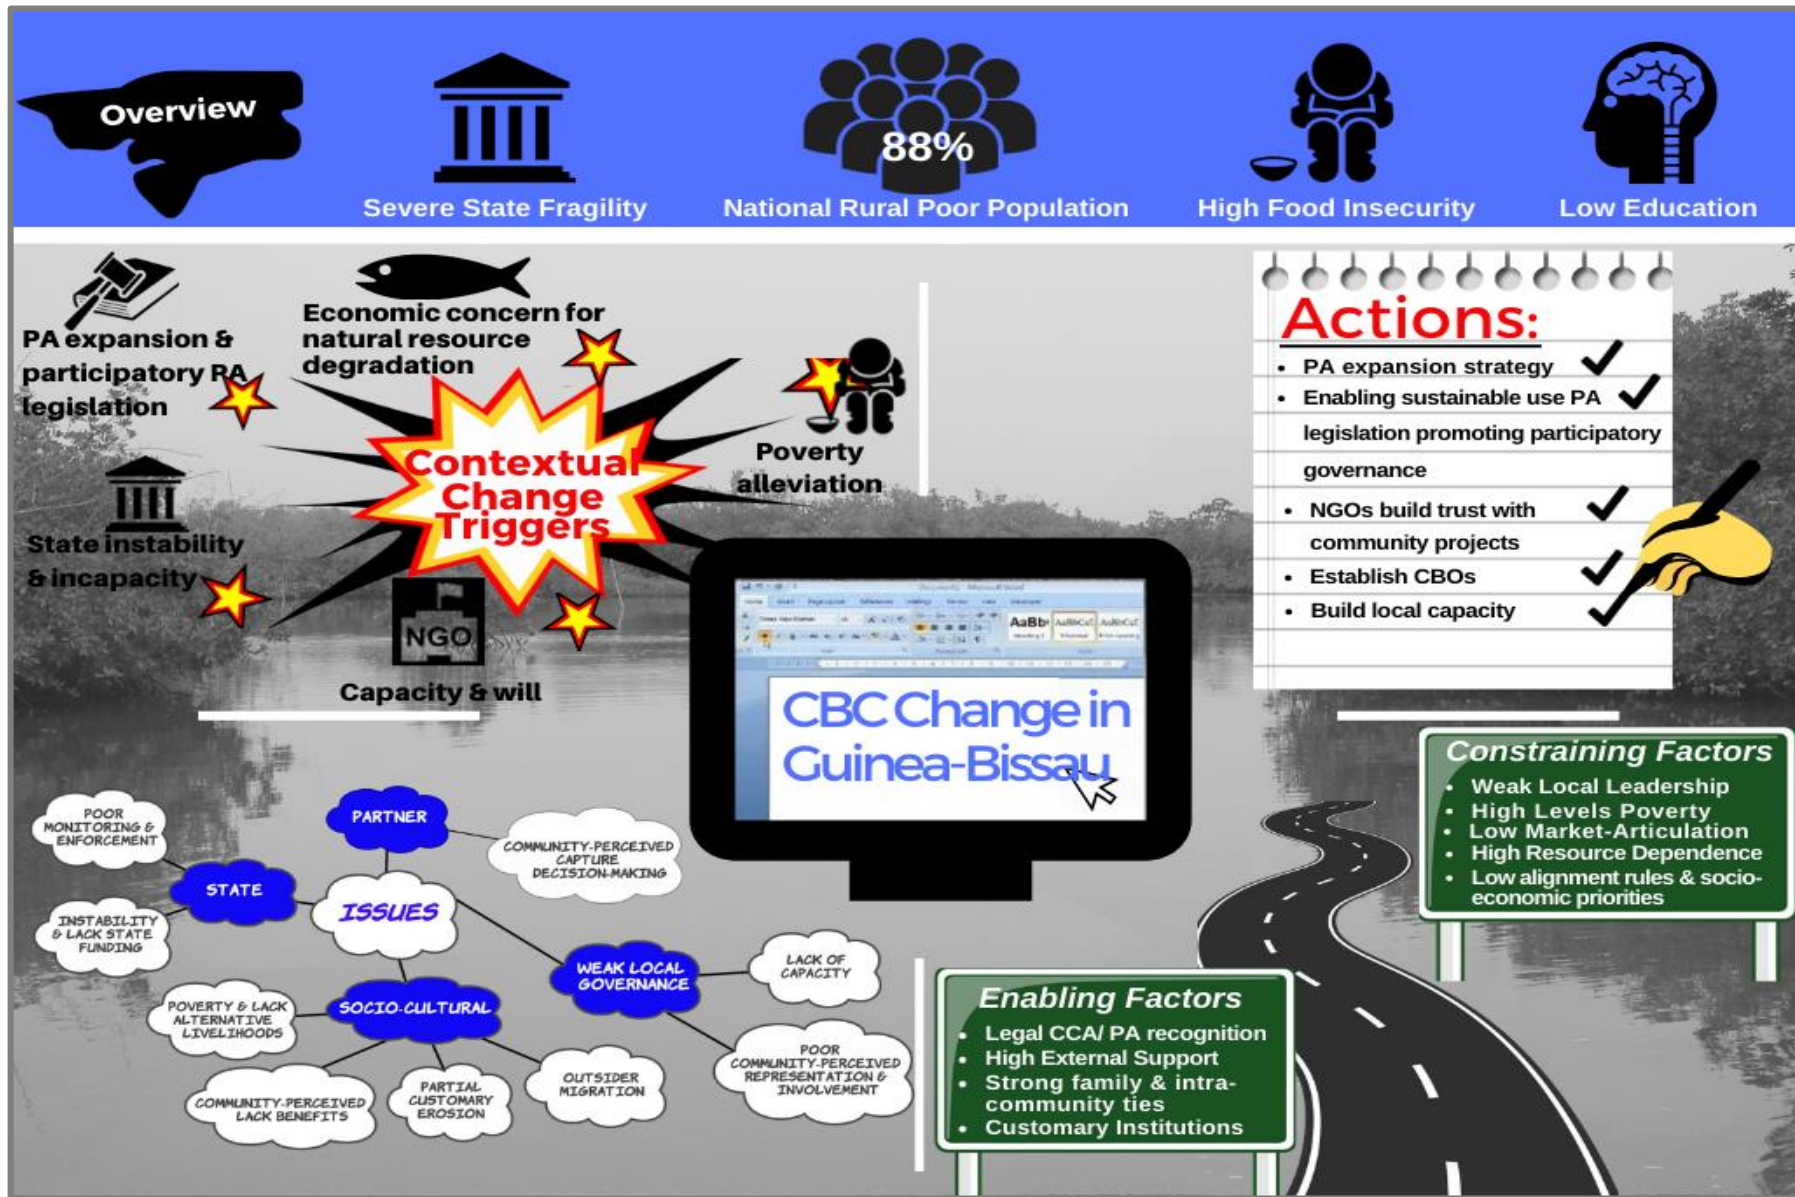 Overview
88%
Severe State Fragility
National Rural Poor Population
High Food Insecurity
Low Education
PA expansion &
participatory PA
legislation
Economic concern for
natural resource
degradation
Contextual
Change
Triggers
Poverty
alleviation
State instability
& incapacity
NGO
Capacity & will
Actions:
• PA expansion strategy
• Enabling sustainable use PA
legislation promoting participatory
governance
• NGOs build trust with
community projects
• Establish CBOs
• Build local capacity
AaBb
CBC Change in
Guinea-Bissau
ISSUES
PARTNER
COMMUNITY-PERCEIVED
CAPTURE
DECISION-MAKING
STATE
POOR
MONITORING &
ENFORCEMENT
INSTABILITY
& LACK STATE
FUNDING
SOCIO-CULTURAL
POVERTY & LACK
ALTERNATIVE
LIVELIHOODS
COMMUNITY-PERCEIVED
LACK BENEFITS
PARTIAL
CUSTOMARY
EROSION
OUTSIDER
MIGRATION
WEAK LOCAL
GOVERNANCE
LACK OF
CAPACITY
POOR
COMMUNITY-PERCEIVED
REPRESENTATION &
INVOLVEMENT
Enabling Factors
• Legal CCA/ PA recognition
• High External Support
• Strong family & intra-
community ties
• Customary Institutions
Constraining Factors
• Weak Local Leadership
• High Levels Poverty
• Low Market-Articulation
• High Resource Dependence
• Low alignment rules & socio-
economic priorities